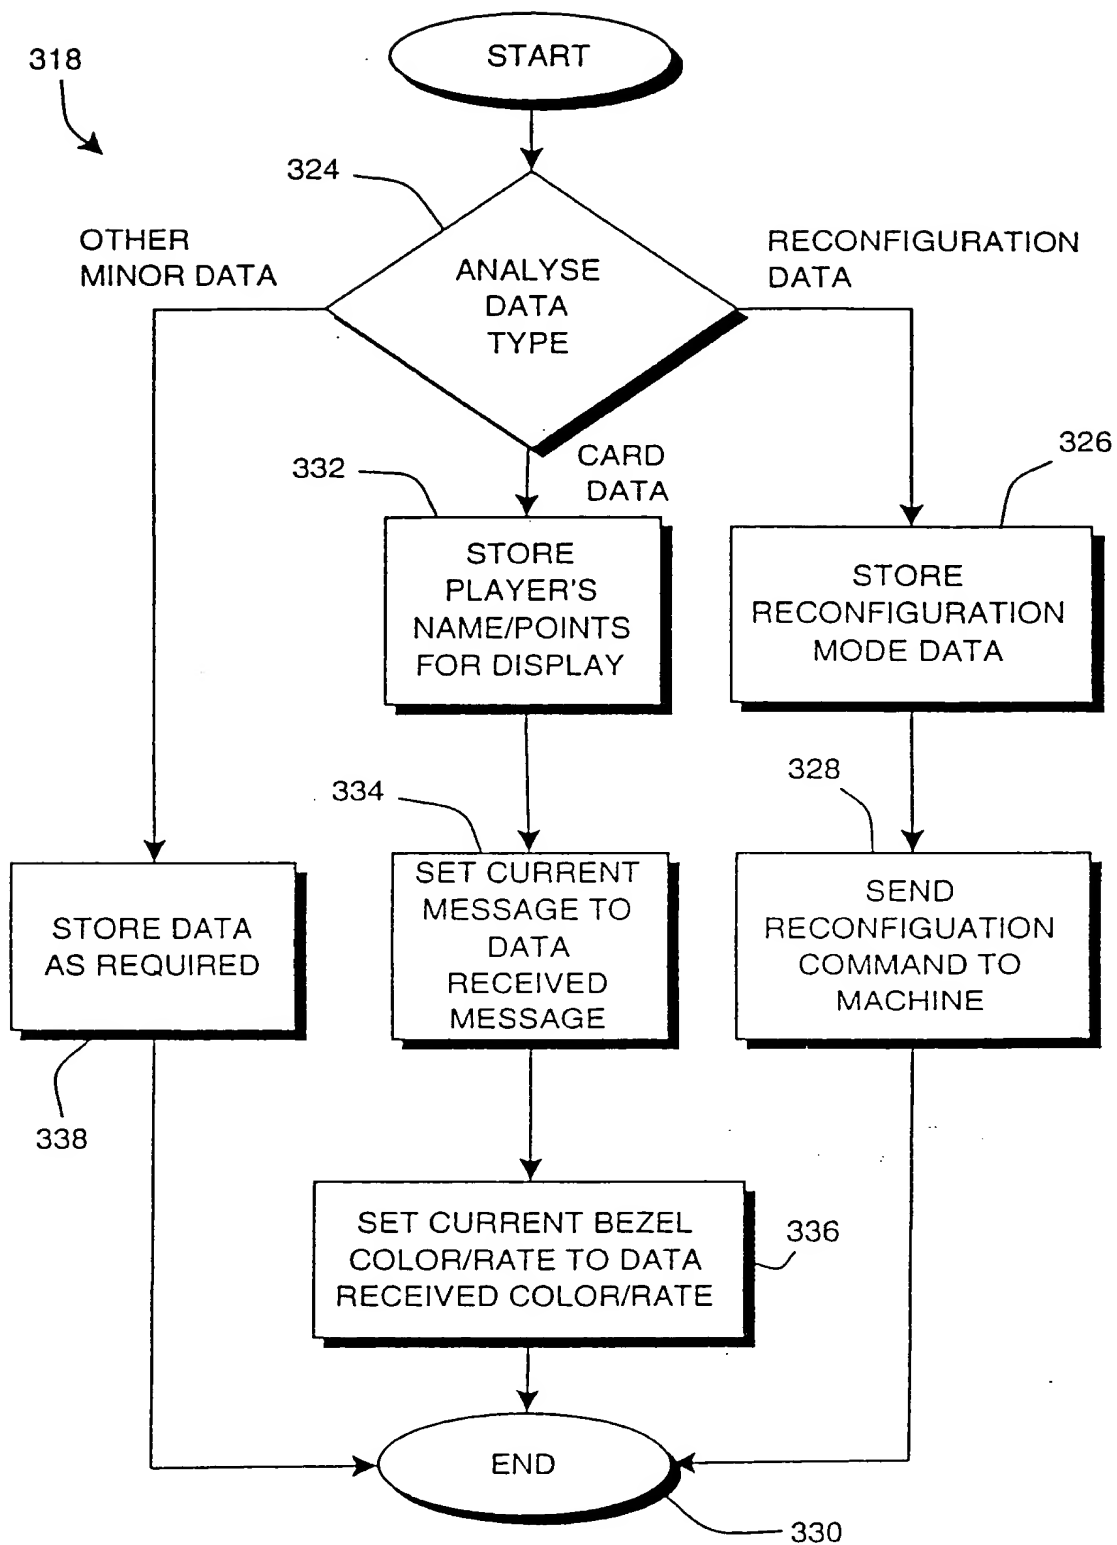 START
318
324
OTHER
MINOR DATA
RECONFIGURATION
DATA
ANALYSE
DATA
TYPE
CARD
DATA
332
326
STORE
PLAYER'S
NAME/POINTS
FOR DISPLAY
STORE
RECONFIGURATION
MODE DATA
334
328
STORE DATA
AS REQUIRED
SET CURRENT
MESSAGE TO
DATA
RECEIVED
MESSAGE
SEND
RECONFIGUATION
COMMAND TO
MACHINE
338
SET CURRENT BEZEL
COLOR/RATE TO DATA
RECEIVED COLOR/RATE
336
END
330